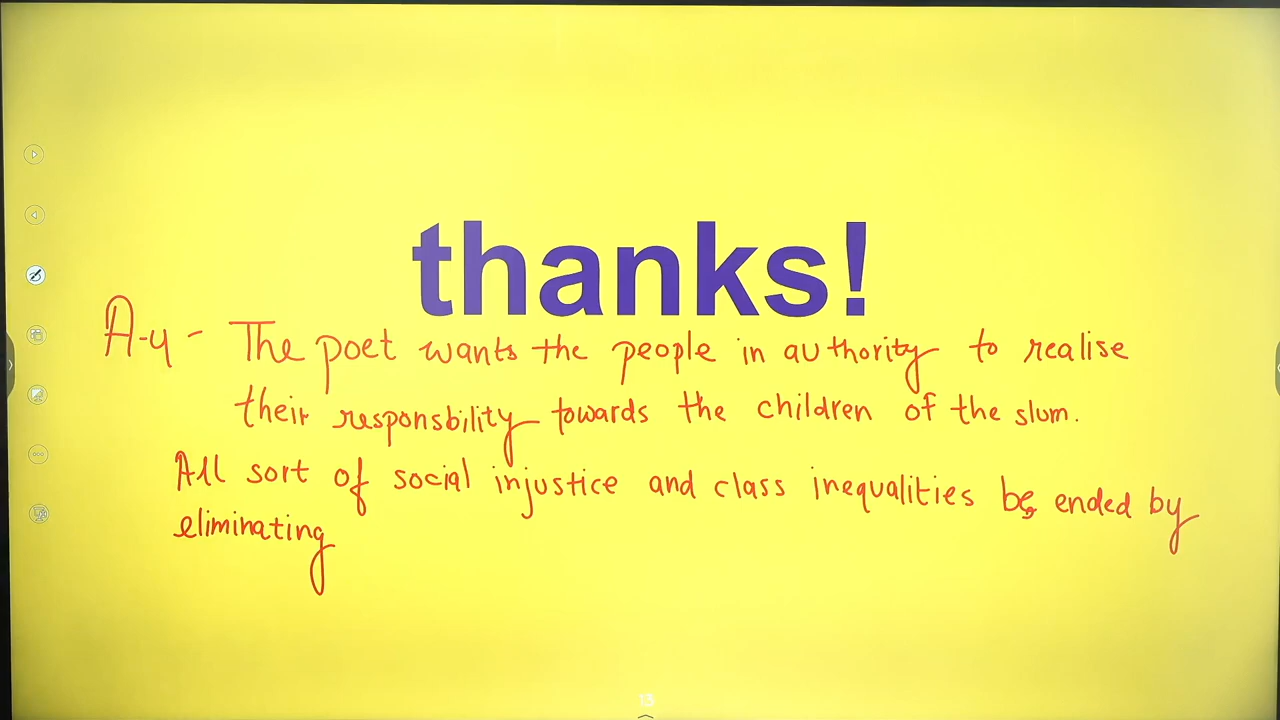 thanks!
A-4 - The poet wants the people in authority to realise
their responsbility towards the children of the slum.
All sort of social injustice and class inequalities be ended by
eliminating
13